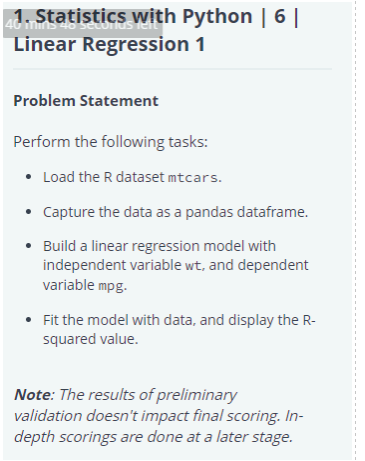 1. Statistics with Python | 6 |
40 mins 48 seconds left
Linear Regression 1
Problem Statement
Perform the following tasks:
• Load the R dataset mtcars.
• Capture the data as a pandas dataframe.
• Build a linear regression model with
independent variable wt, and dependent
variable mpg.
• Fit the model with data, and display the R-
squared value.
Note: The results of preliminary
validation doesn't impact final scoring. In-
depth scorings are done at a later stage.